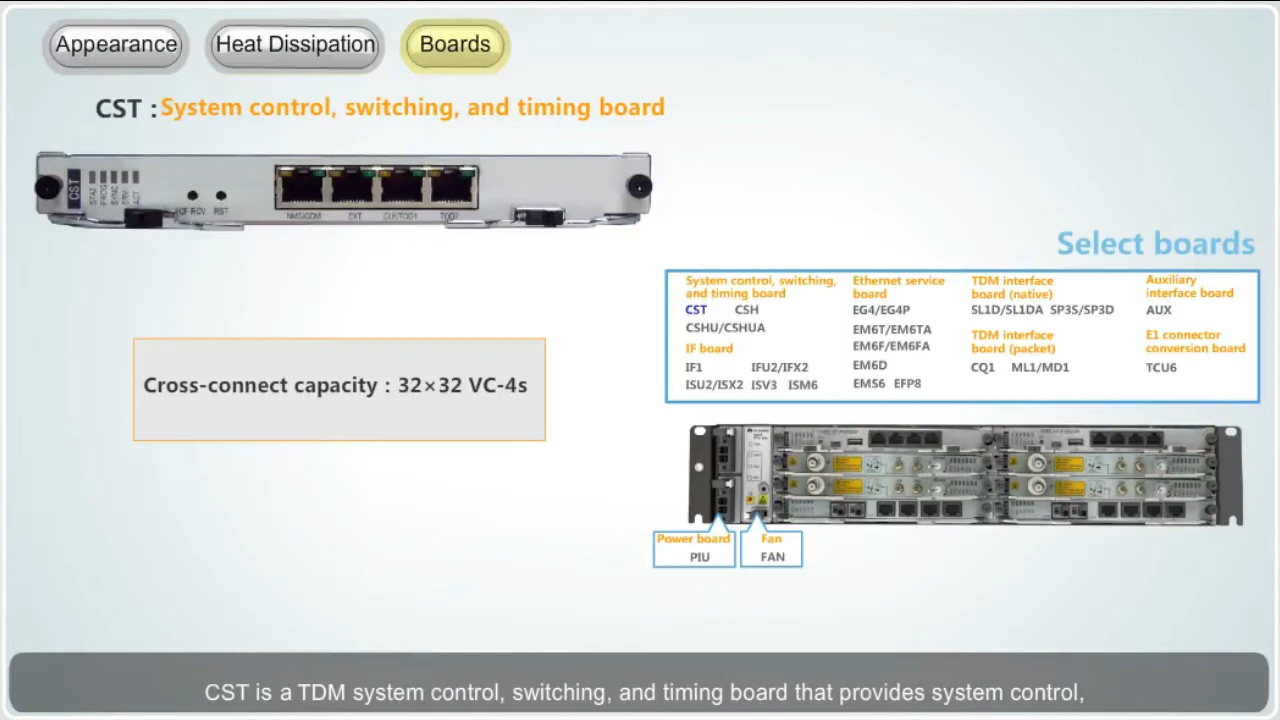 Appearance
Heat Dissipation
Boards
CST : System control, switching, and timing board
CST
STAT
PROG
SYNC
SRV
ACT
CF RCV
RST
NMS/COM
EXT
CLK/TOD1
TOD2
Select boards
System control, switching,
and timing board
CST CSH
CSHU/CSHUA
IF board
IF1 IFU2/IFX2
ISU2/ISX2 ISV3 ISM6
Ethernet service
board
EG4/EG4P
EM6T/EM6TA
EM6F/EM6FA
EM6D
EMS6 EFP8
TDM interface
board (native)
SL1D/SL1DA SP3S/SP3D
TDM interface
board (packet)
CQ1 ML1/MD1
Auxiliary
interface board
AUX
E1 connector
conversion board
TCU6
Cross-connect capacity : 32×32 VC-4s
Power board
PIU
Fan
FAN
CST is a TDM system control, switching, and timing board that provides system control,